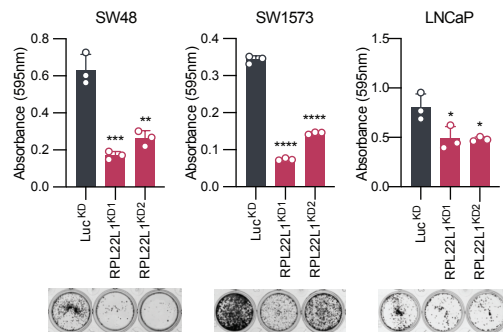 SW48
SW1573
LNCaP
Absorbance (595nm)
0.8
0.6
0.4
0.2
0.0
***
**
Luc^KD
RPL22L1^KD1
RPL22L1^KD2
Absorbance (595nm)
0.4
0.3
0.2
0.1
0.0
****
****
Luc^KD
RPL22L1^KD1
RPL22L1^KD2
Absorbance (595nm)
1.5
1.0
0.5
0.0
*
*
Luc^KD
RPL22L1^KD1
RPL22L1^KD2